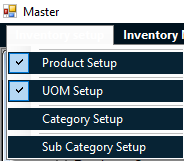 Master
Inventory
Product Setup
UOM Setup
Category Setup
Sub Category Setup